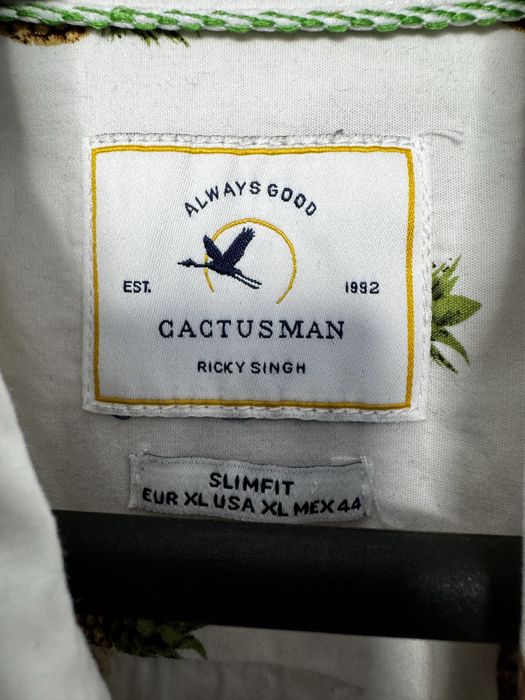 ALWAYS GOOD
EST. 1992
CACTUSMAN
RICKY SINGH
SLIMFIT
EUR XL USA XL MEX 44